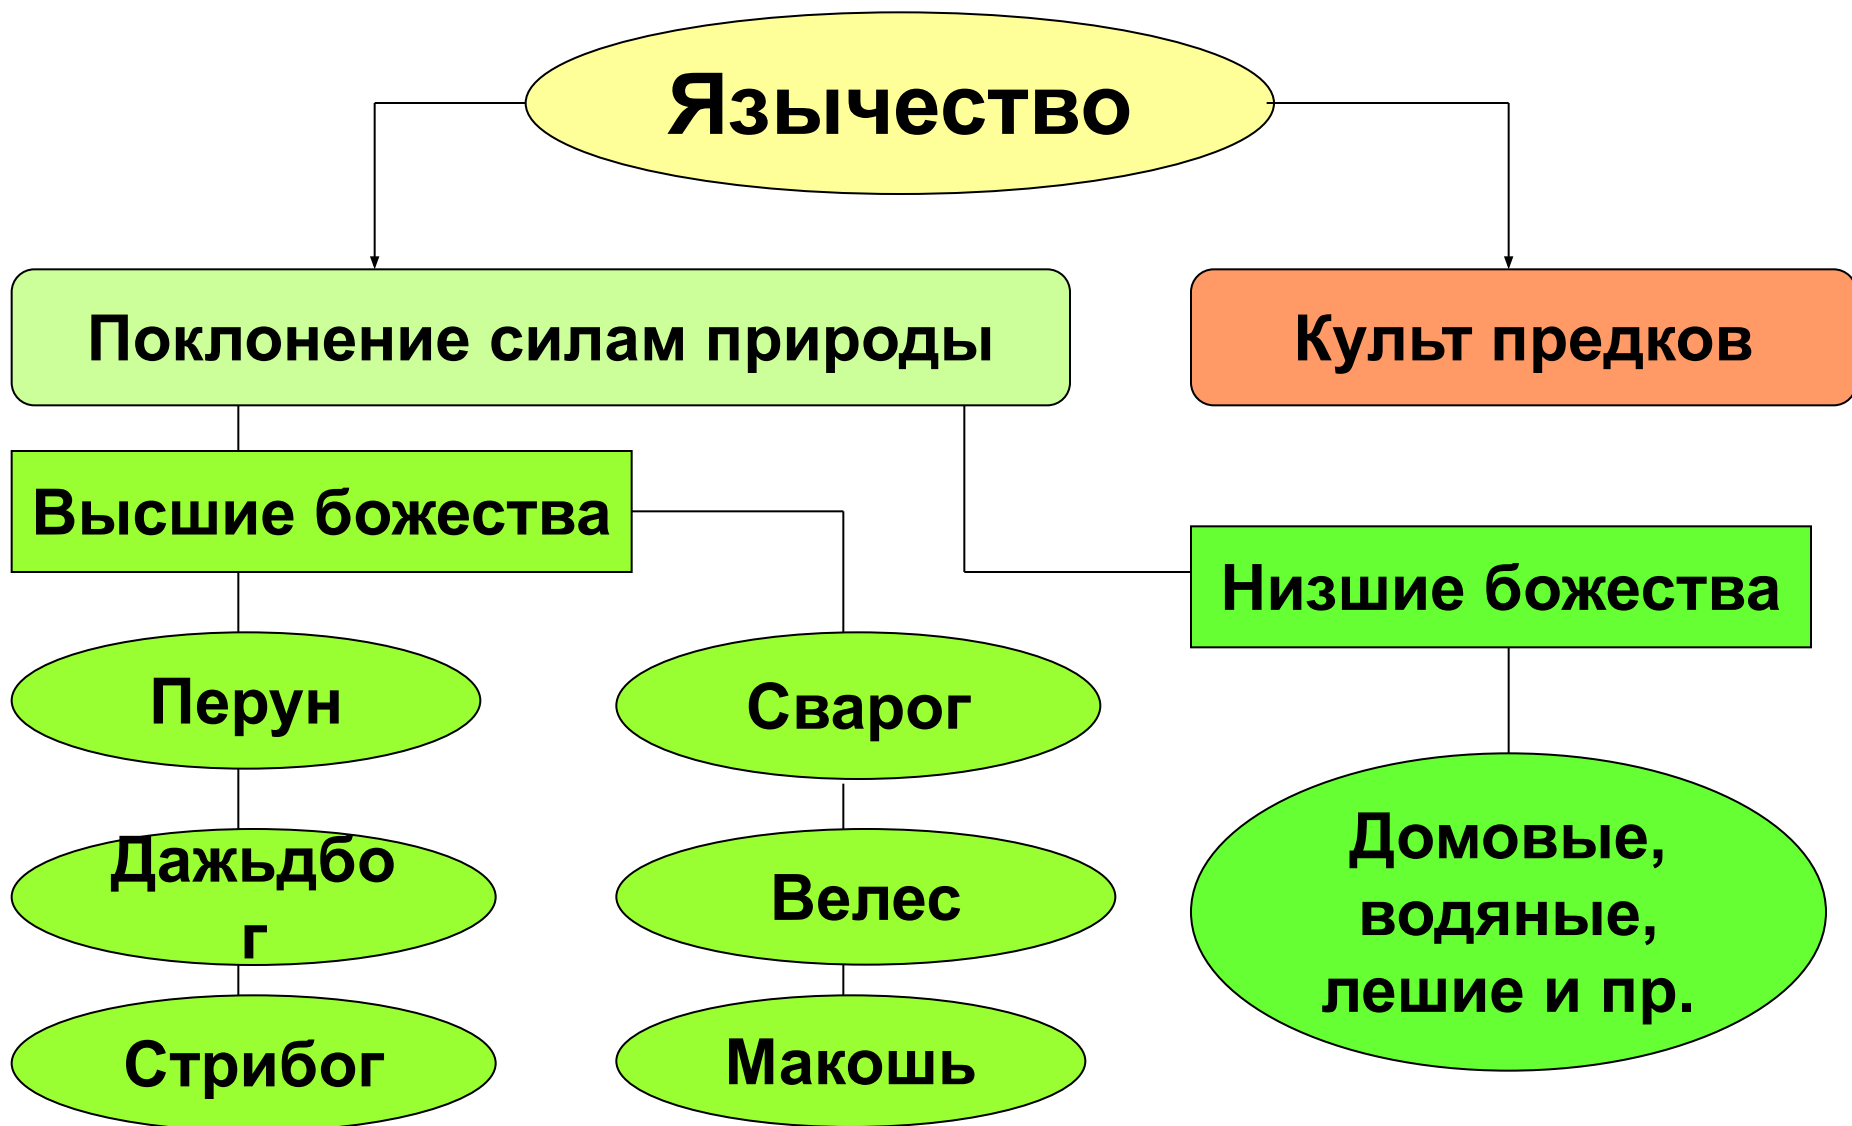 Язычество
Поклонение силам природы
Культ предков
Высшие божества
Низшие божества
Перун
Сварог
Дажьдбо
г
Велес
Домовые,
водяные,
лешие и пр.
Стрибог
Макошь